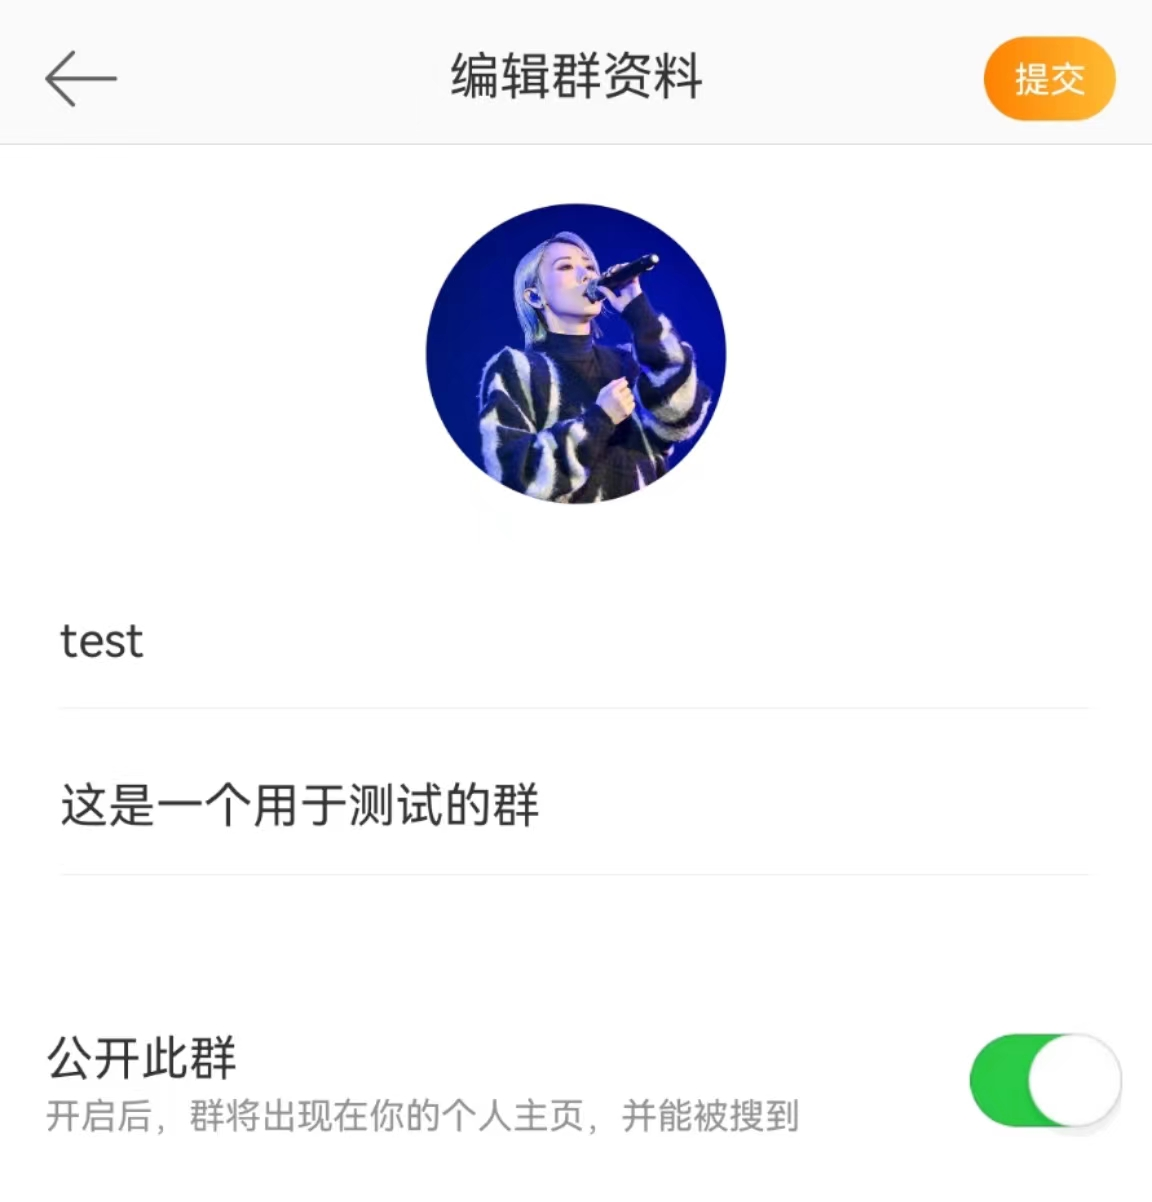 编辑群资料
提交
test
这是一个用于测试的群
公开此群
开启后，群将出现在你的个人主页，并能被搜到